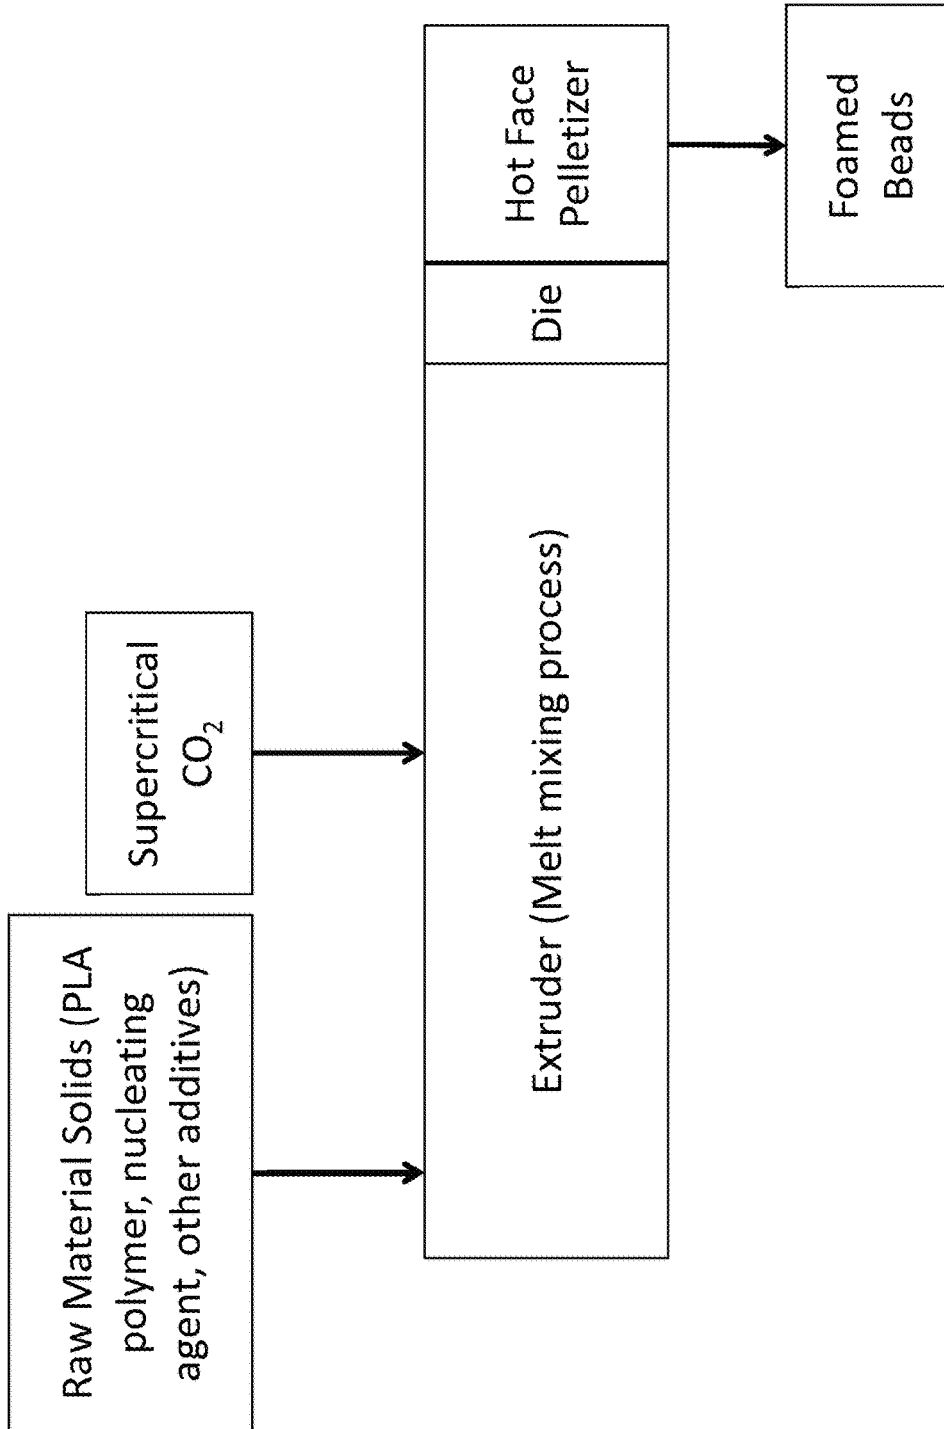 Raw Material Solids (PLA
polymer, nucleating
agent, other additives)
Supercritical
CO₂
Extruder (Melt mixing process)
Die
Hot Face
Pelletizer
Foamed
Beads